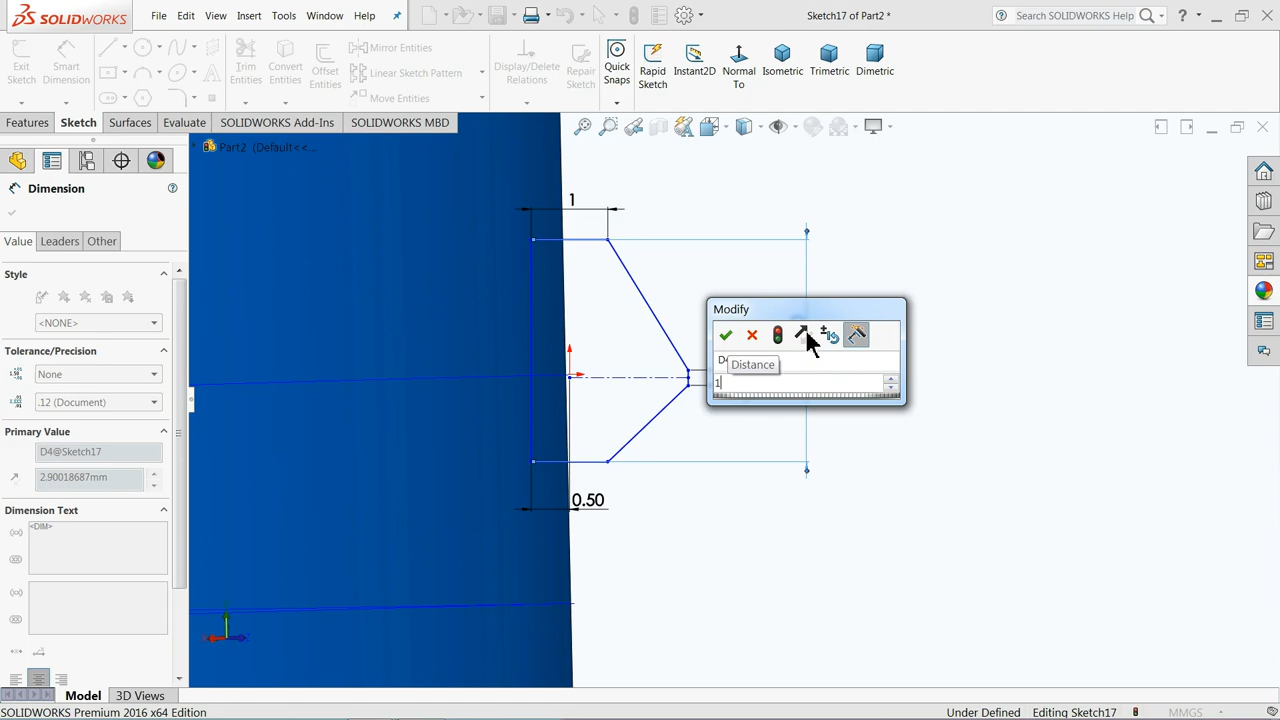 SOLIDWORKS
File Edit View Insert Tools Window Help
Sketch17 of Part2 *
Search SOLIDWORKS Help
Exit Sketch
Smart Dimension
Trim Entities
Convert Entities
Offset Entities
Mirror Entities
Linear Sketch Pattern
Move Entities
Display/Delete Relations
Repair Sketch
Quick Snaps
Rapid Sketch
Instant2D
Normal To
Isometric
Trimetric
Dimetric
Features Sketch Surfaces Evaluate SOLIDWORKS Add-Ins SOLIDWORKS MBD
Part2 (Default<<...
Dimension
Value Leaders Other
Style
<NONE>
Tolerance/Precision
None
.12 (Document)
Primary Value
D4@Sketch17
2.90018687mm
Dimension Text
<DIM>
1
0.50
Modify
Distance
1
Model 3D Views
SOLIDWORKS Premium 2016 x64 Edition
Under Defined Editing Sketch17 MMGS